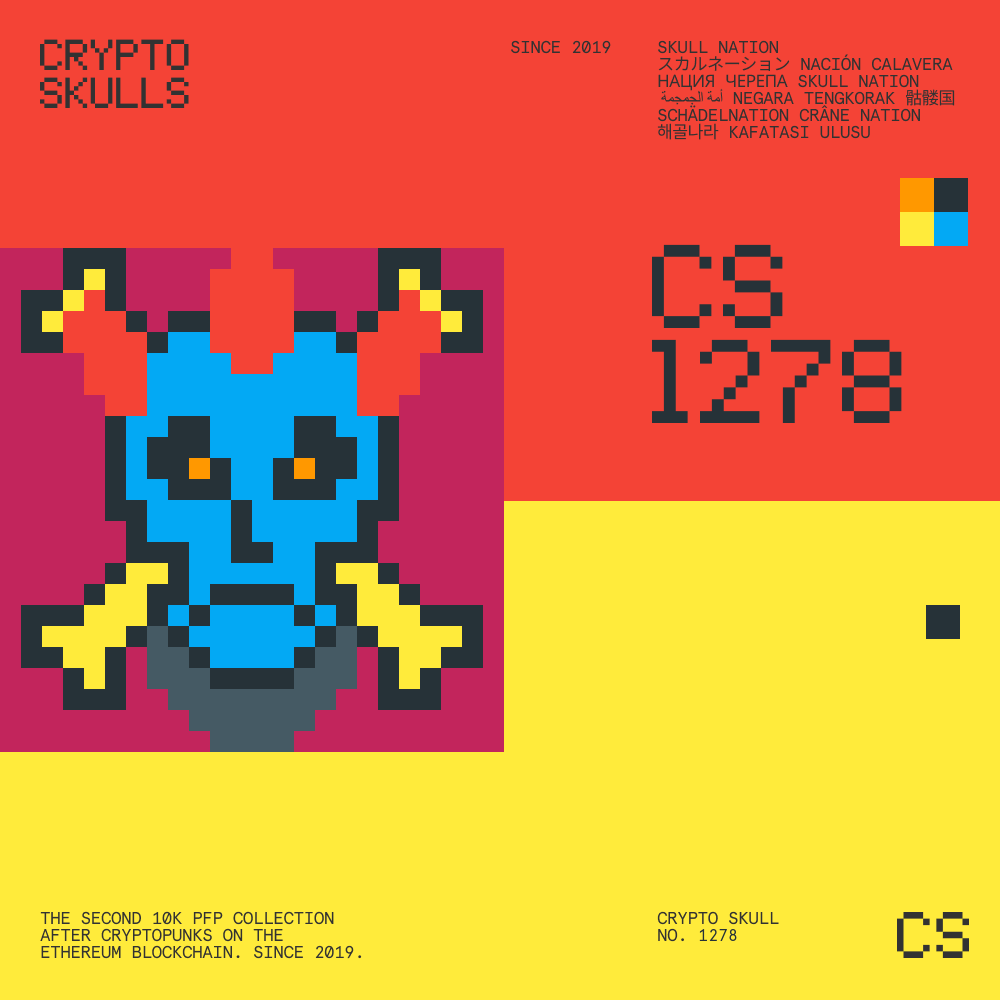 CRYPTO
SKULLS
SINCE 2019
SKULL NATION
スカルネーション NACIÓN CALAVERA
НАЦИЯ ЧЕРЕПА SKULL NATION
أمة الجمجمة NEGARA TENGKORAK 骷髅国
SCHÄDELNATION CRÂNE NATION
해골나라 KAFATASI ULUSU
CS
1278
THE SECOND 10K PFP COLLECTION
AFTER CRYPTOPUNKS ON THE
ETHEREUM BLOCKCHAIN. SINCE 2019.
CRYPTO SKULL
NO. 1278
CS